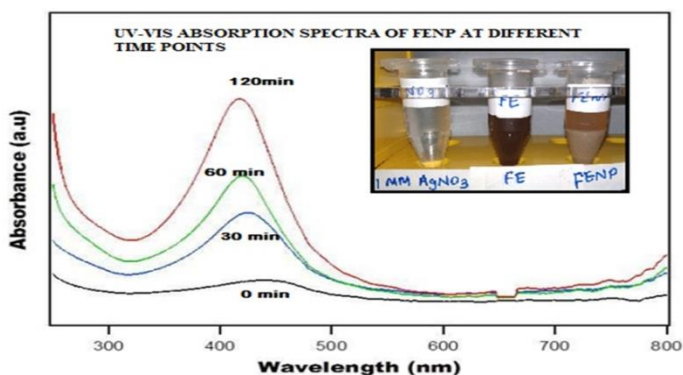 UV-VIS ABSORPTION SPECTRA OF FENP AT DIFFERENT
TIME POINTS
120min
60 min
30 min
0 min
FE
FENP
1 MM AgNO3
FE
FENP
Absorbance (a.u)
300
400
500
600
700
800
Wavelength (nm)